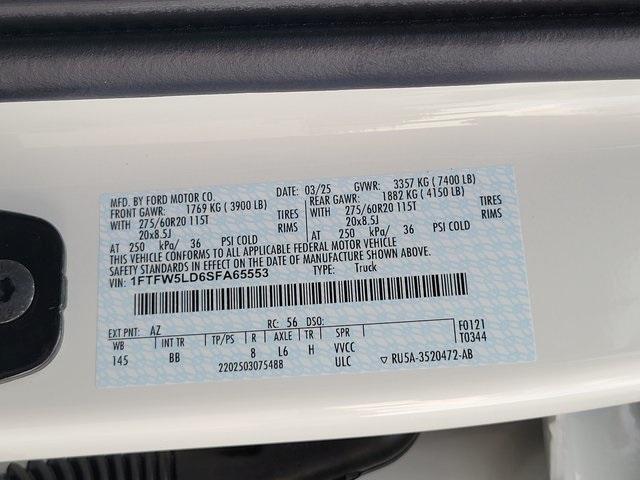 MFD. BY FORD MOTOR CO.
DATE: 03/25 GVWR: 3357 KG ( 7400 LB)
FRONT GAWR: 1769 KG ( 3900 LB) REAR GAWR: 1882 KG ( 4150 LB)
WITH 275/60R20 115T TIRES WITH 275/60R20 115T TIRES
20x8.5J RIMS 20x8.5J RIMS
AT 250 kPa/ 36 PSI COLD AT 250 kPa/ 36 PSI COLD
THIS VEHICLE CONFORMS TO ALL APPLICABLE FEDERAL MOTOR VEHICLE
SAFETY STANDARDS IN EFFECT ON THE DATE OF MANUFACTURE SHOWN ABOVE.
VIN: 1FTFW5LD6SFA65553 TYPE: Truck
EXT PNT: AZ RC: 56 DSO:
WB INT TR TP/PS R AXLE TR SPR F0121
145 BB 8 L6 H VVCC T0344
2202503075488 ULC ▽ RU5A-3520472-AB